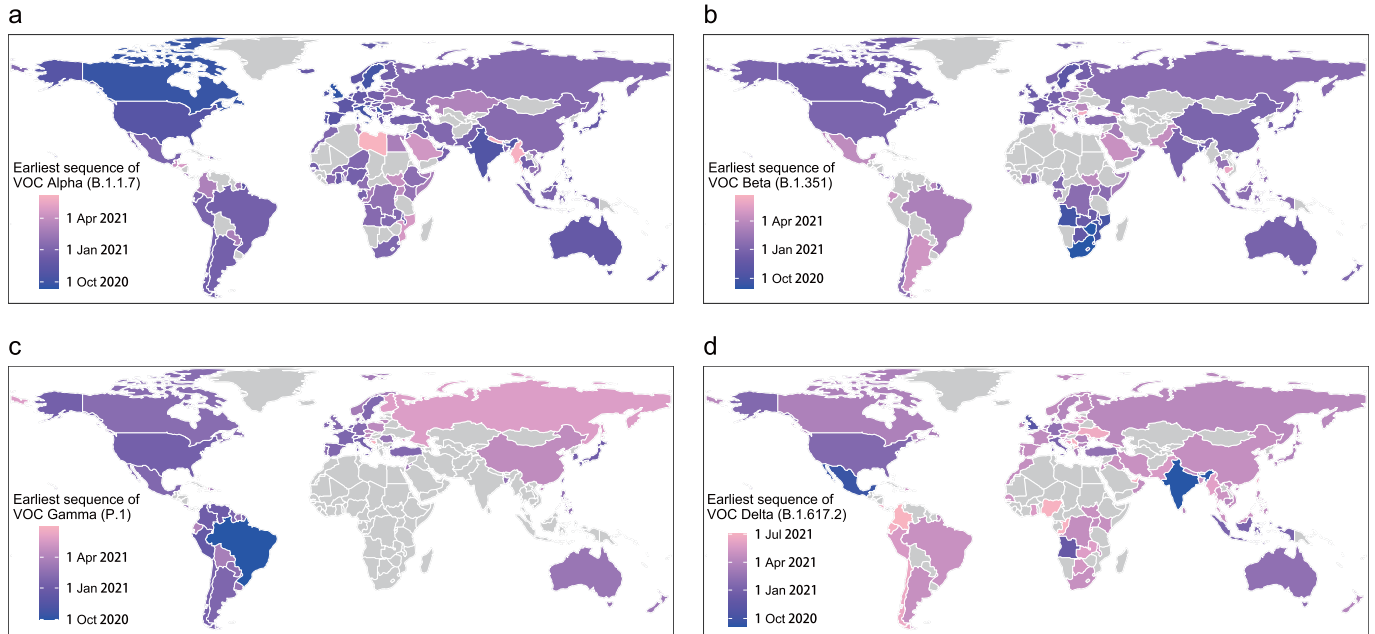 a
b
Earliest sequence of
VOC Alpha (B.1.1.7)
1 Apr 2021
1 Jan 2021
1 Oct 2020
Earliest sequence of
VOC Beta (B.1.351)
1 Apr 2021
1 Jan 2021
1 Oct 2020
c
d
Earliest sequence of
VOC Gamma (P.1)
1 Apr 2021
1 Jan 2021
1 Oct 2020
Earliest sequence of
VOC Delta (B.1.617.2)
1 Jul 2021
1 Apr 2021
1 Jan 2021
1 Oct 2020